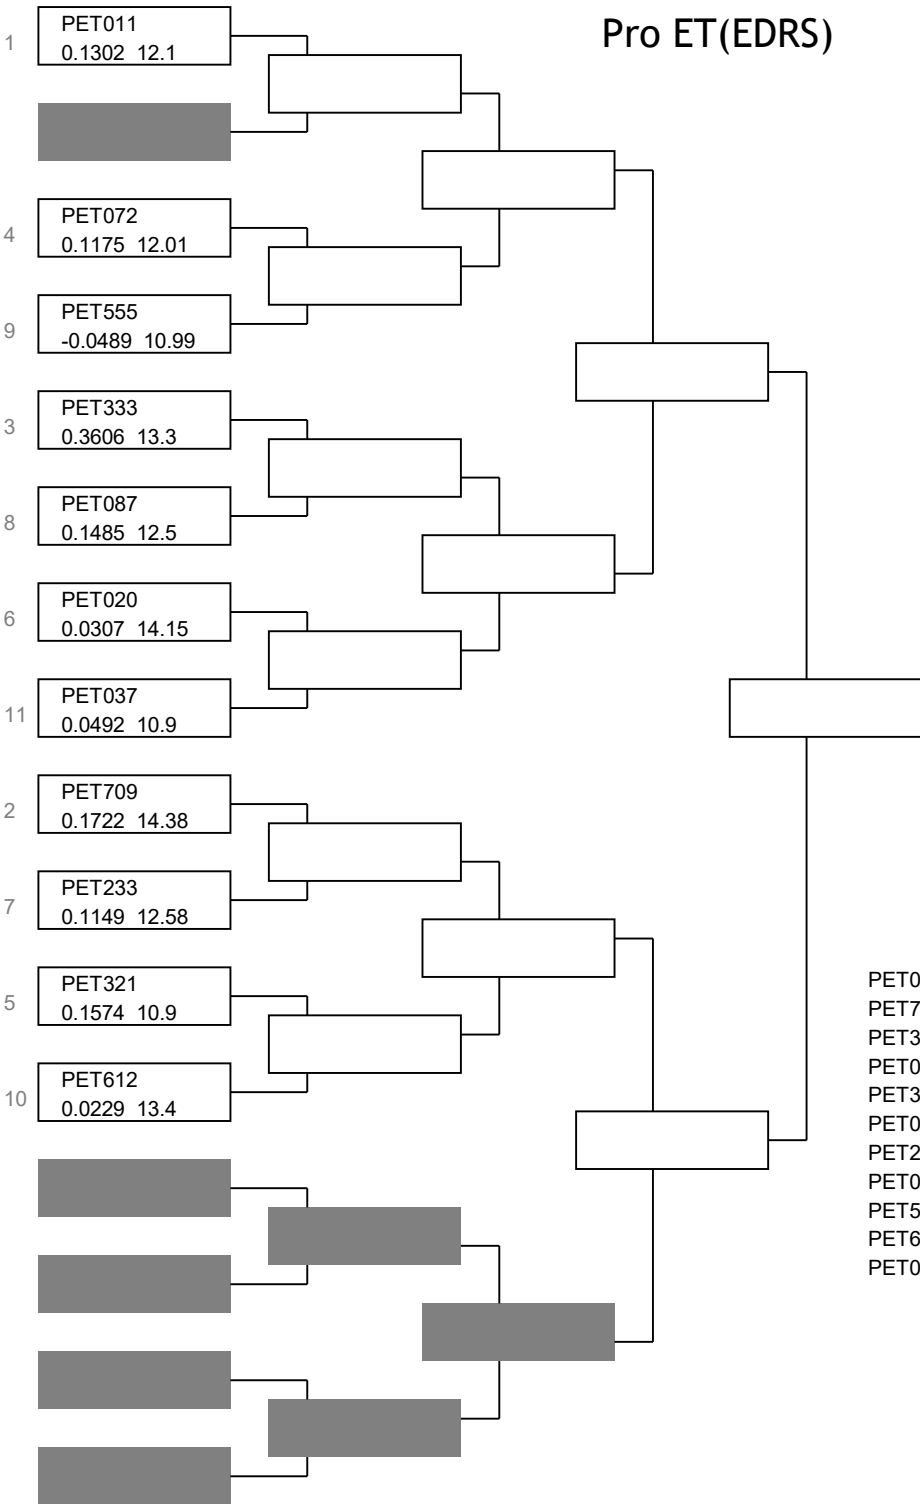 Pro ET(EDRS)
1
PET011
0.1302 12.1
4
PET072
0.1175 12.01
9
PET555
-0.0489 10.99
3
PET333
0.3606 13.3
8
PET087
0.1485 12.5
6
PET020
0.0307 14.15
11
PET037
0.0492 10.9
2
PET709
0.1722 14.38
7
PET233
0.1149 12.58
5
PET321
0.1574 10.9
10
PET612
0.0229 13.4
PET0
PET7
PET3
PET0
PET3
PET0
PET2
PET0
PET5
PET6
PET0